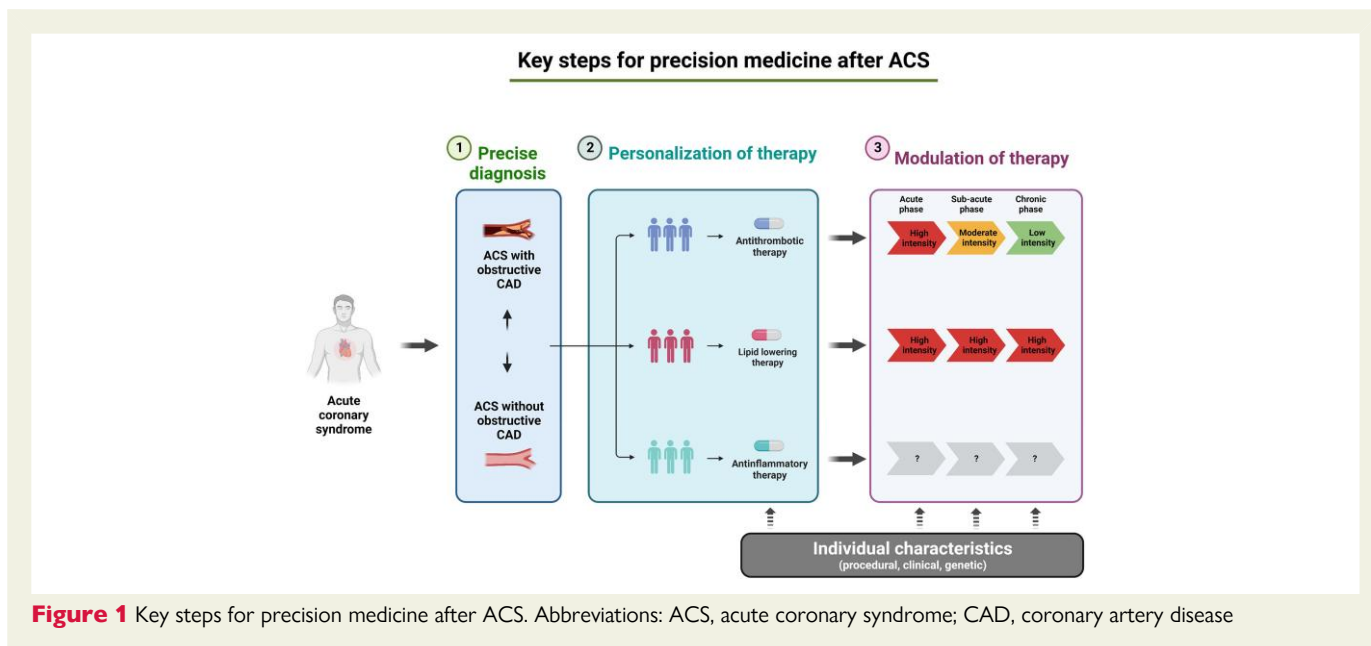 Key steps for precision medicine after ACS
1 Precise
diagnosis
2 Personalization of therapy
3 Modulation of therapy
Acute
coronary
syndrome
ACS with
obstructive
CAD
ACS without
obstructive
CAD
Antithrombotic
therapy
Lipid lowering
therapy
Antinflammatory
therapy
Acute
phase
Sub-acute
phase
Chronic
phase
High
intensity
Moderate
intensity
Low
intensity
High
intensity
High
intensity
High
intensity
?
?
?
Individual characteristics
(procedural, clinical, genetic)
Figure 1 Key steps for precision medicine after ACS. Abbreviations: ACS, acute coronary syndrome; CAD, coronary artery disease